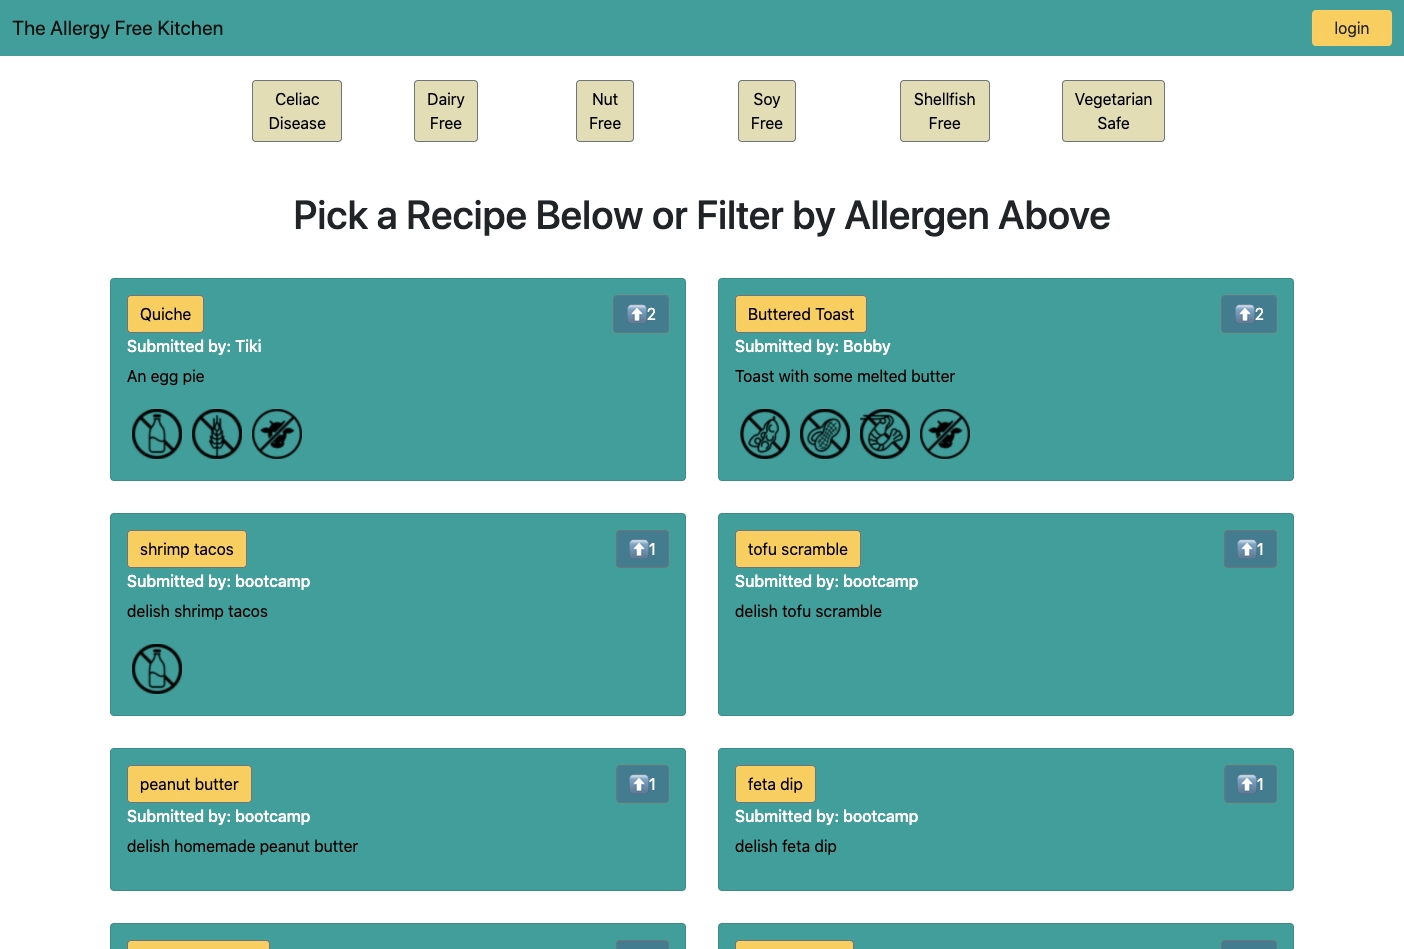 The Allergy Free Kitchen
login
Celiac
Disease
Dairy
Free
Nut
Free
Soy
Free
Shellfish
Free
Vegetarian
Safe
Pick a Recipe Below or Filter by Allergen Above
Quiche
⬆️2
Submitted by: Tiki
An egg pie
Buttered Toast
⬆️2
Submitted by: Bobby
Toast with some melted butter
shrimp tacos
⬆️1
Submitted by: bootcamp
delish shrimp tacos
tofu scramble
⬆️1
Submitted by: bootcamp
delish tofu scramble
peanut butter
⬆️1
Submitted by: bootcamp
delish homemade peanut butter
feta dip
⬆️1
Submitted by: bootcamp
delish feta dip